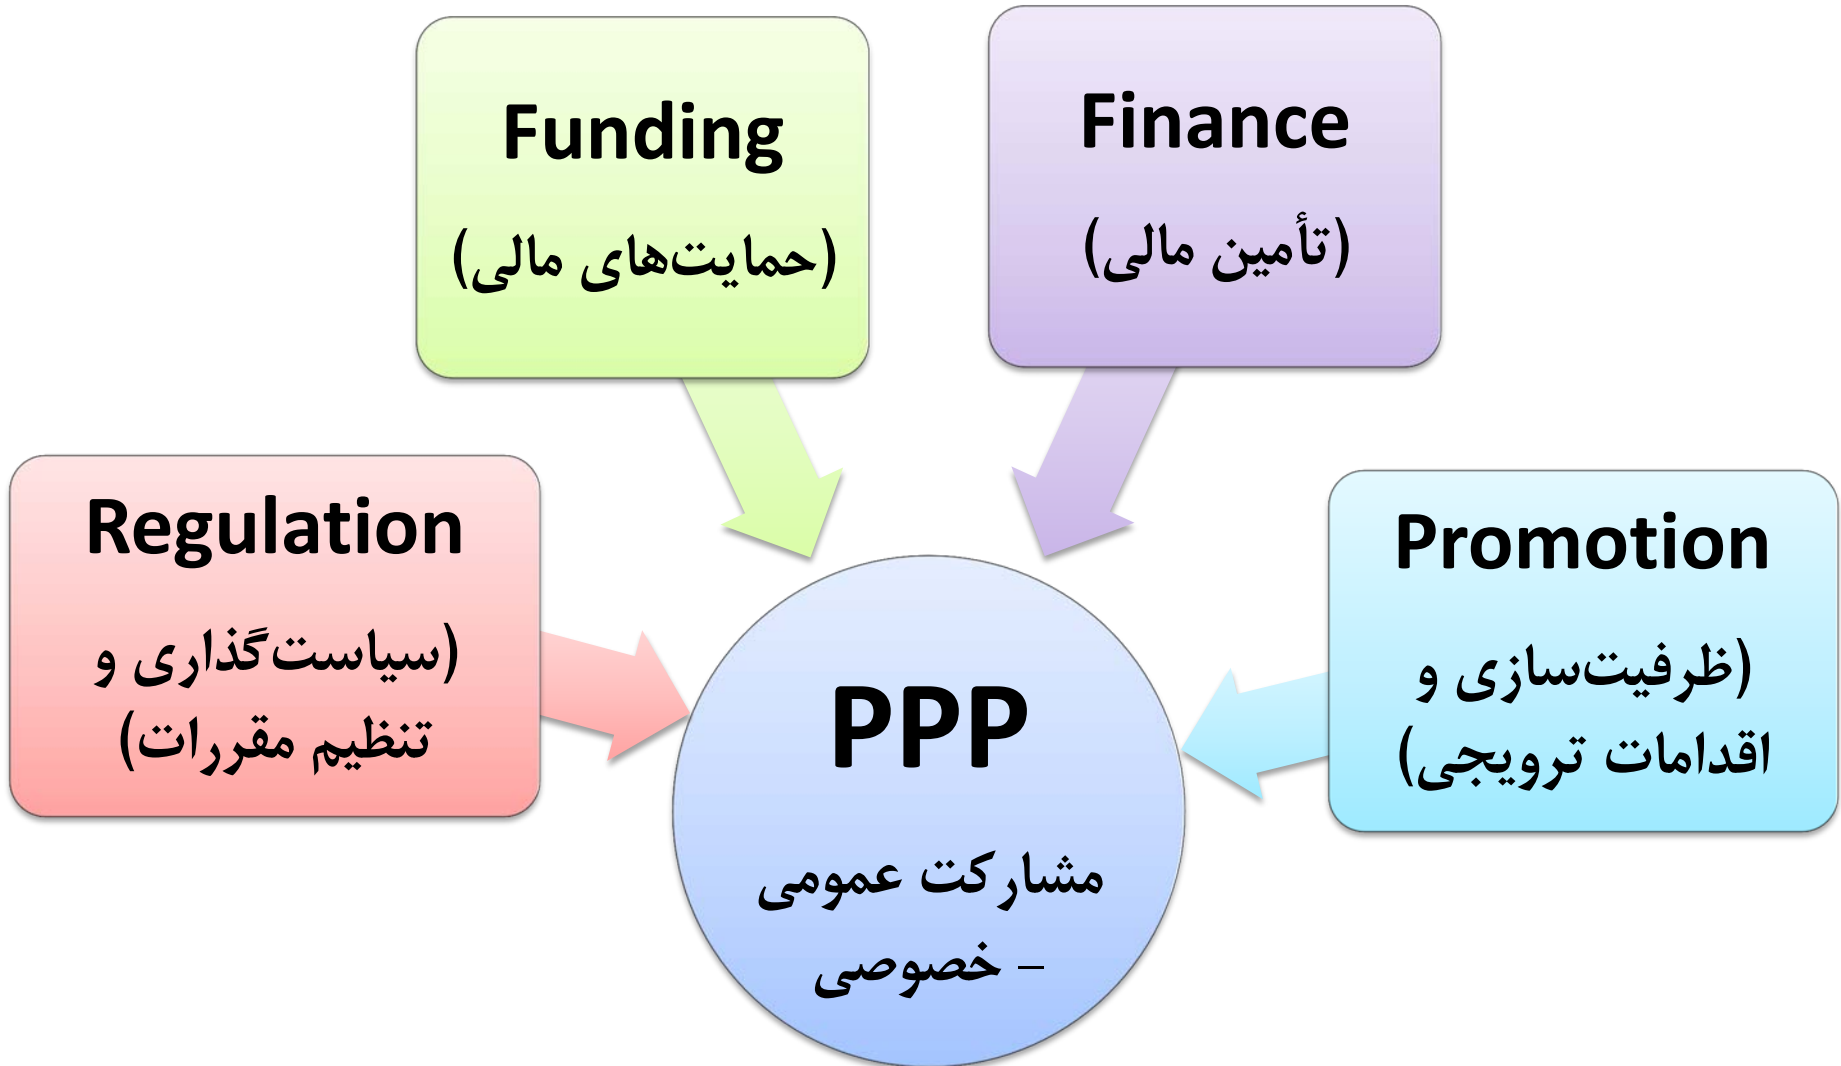 Funding
(حمایت‌های مالی)
Finance
(تأمین مالی)
Regulation
(سیاست‌گذاری و
تنظیم مقررات)
Promotion
(ظرفیت‌سازی و
اقدامات ترویجی)
PPP
مشارکت عمومی
– خصوصی